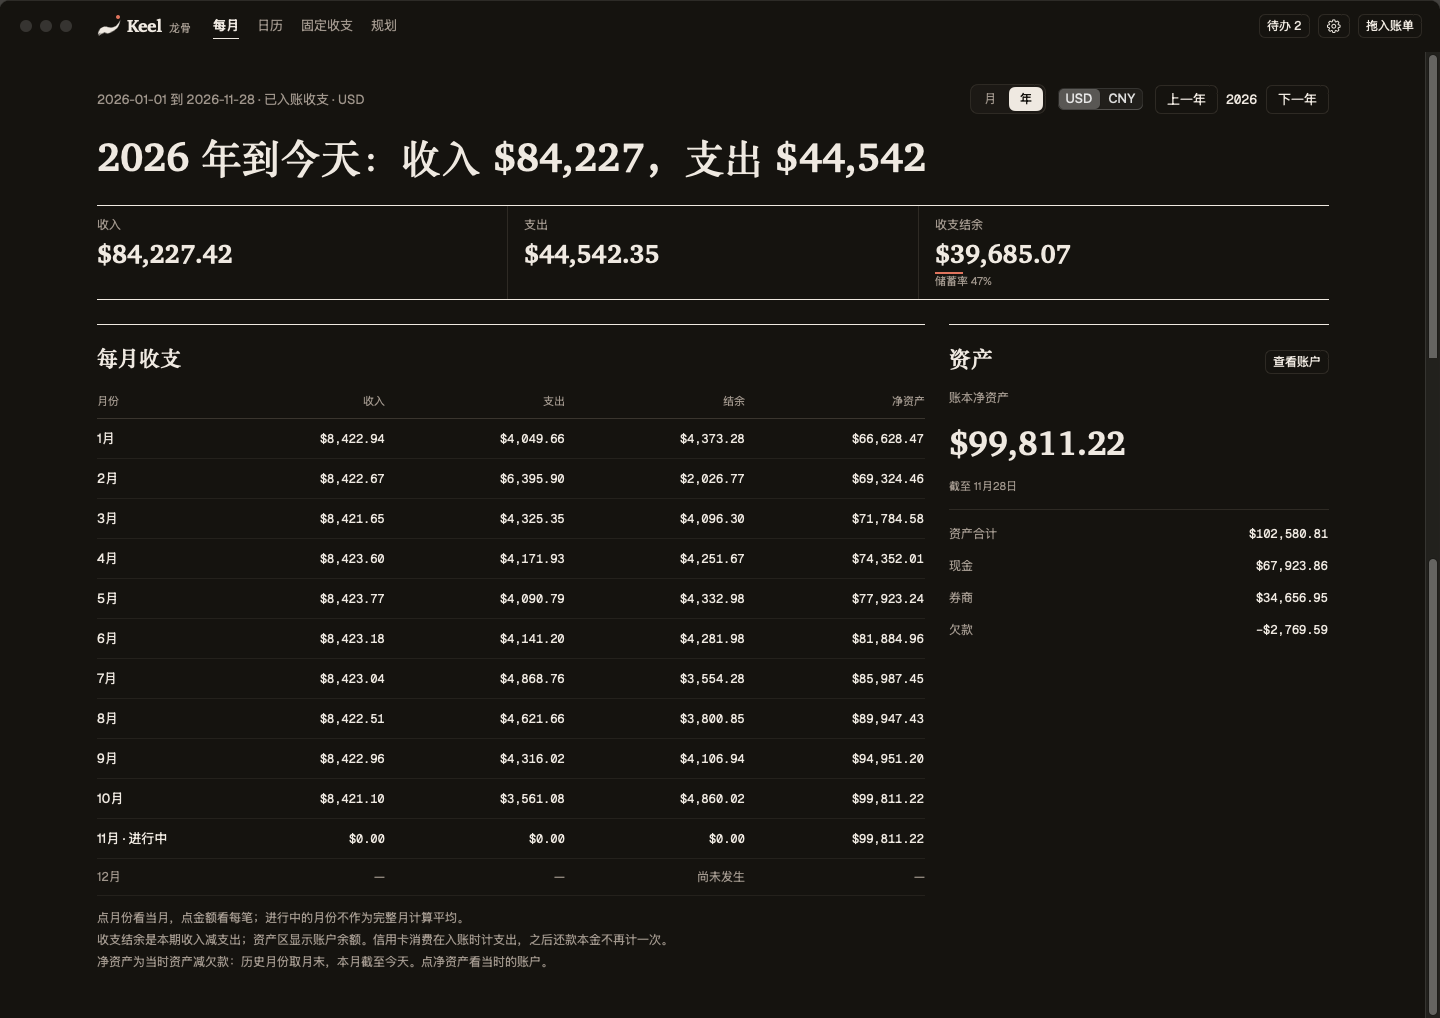 Keel 龙骨 每月 日历 固定收支 规划 待办 2 拖入账单
2026-01-01 到 2026-11-28 · 已入账收支 · USD 月 年 USD CNY 上一年 2026 下一年
2026 年到今天：收入 $84,227，支出 $44,542
收入 支出 收支结余
$84,227.42 $44,542.35 $39,685.07
储蓄率 47%
每月收支
月份 收入 支出 结余 净资产
1月 $8,422.94 $4,049.66 $4,373.28 $66,628.47
2月 $8,422.67 $6,395.90 $2,026.77 $69,324.46
3月 $8,421.65 $4,325.35 $4,096.30 $71,784.58
4月 $8,423.60 $4,171.93 $4,251.67 $74,352.01
5月 $8,423.77 $4,090.79 $4,332.98 $77,923.24
6月 $8,423.18 $4,141.20 $4,281.98 $81,884.96
7月 $8,423.04 $4,868.76 $3,554.28 $85,987.45
8月 $8,422.51 $4,621.66 $3,800.85 $89,947.43
9月 $8,422.96 $4,316.02 $4,106.94 $94,951.20
10月 $8,421.10 $3,561.08 $4,860.02 $99,811.22
11月 · 进行中 $0.00 $0.00 $0.00 $99,811.22
12月 — — 尚未发生 —
点月份看当月，点金额看每笔；进行中的月份不作为完整月计算平均。
收支结余是本期收入减支出；资产区显示账户余额。信用卡消费在入账时计支出，之后还款本金不再计一次。
净资产为当时资产减欠款：历史月份取月末，本月截至今天。点净资产看当时的账户。
资产 查看账户
账本净资产
$99,811.22
截至 11月28日
资产合计 $102,580.81
现金 $67,923.86
券商 $34,656.95
欠款 -$2,769.59